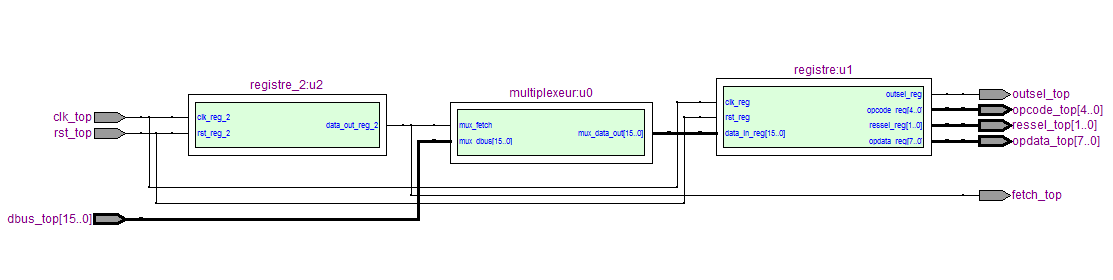 registre_2:u2
clk_reg_2
rst_reg_2
data_out_reg_2
multiplexeur:u0
mux_fetch
mux_dbus[15..0]
mux_data_out[15..0]
registre:u1
clk_reg
rst_reg
data_in_reg[15..0]
outsel_reg
opcode_reg[4..0]
ressel_reg[1..0]
opdata_reg[7..0]
clk_top
rst_top
dbus_top[15..0]
outsel_top
opcode_top[4..0]
ressel_top[1..0]
opdata_top[7..0]
fetch_top